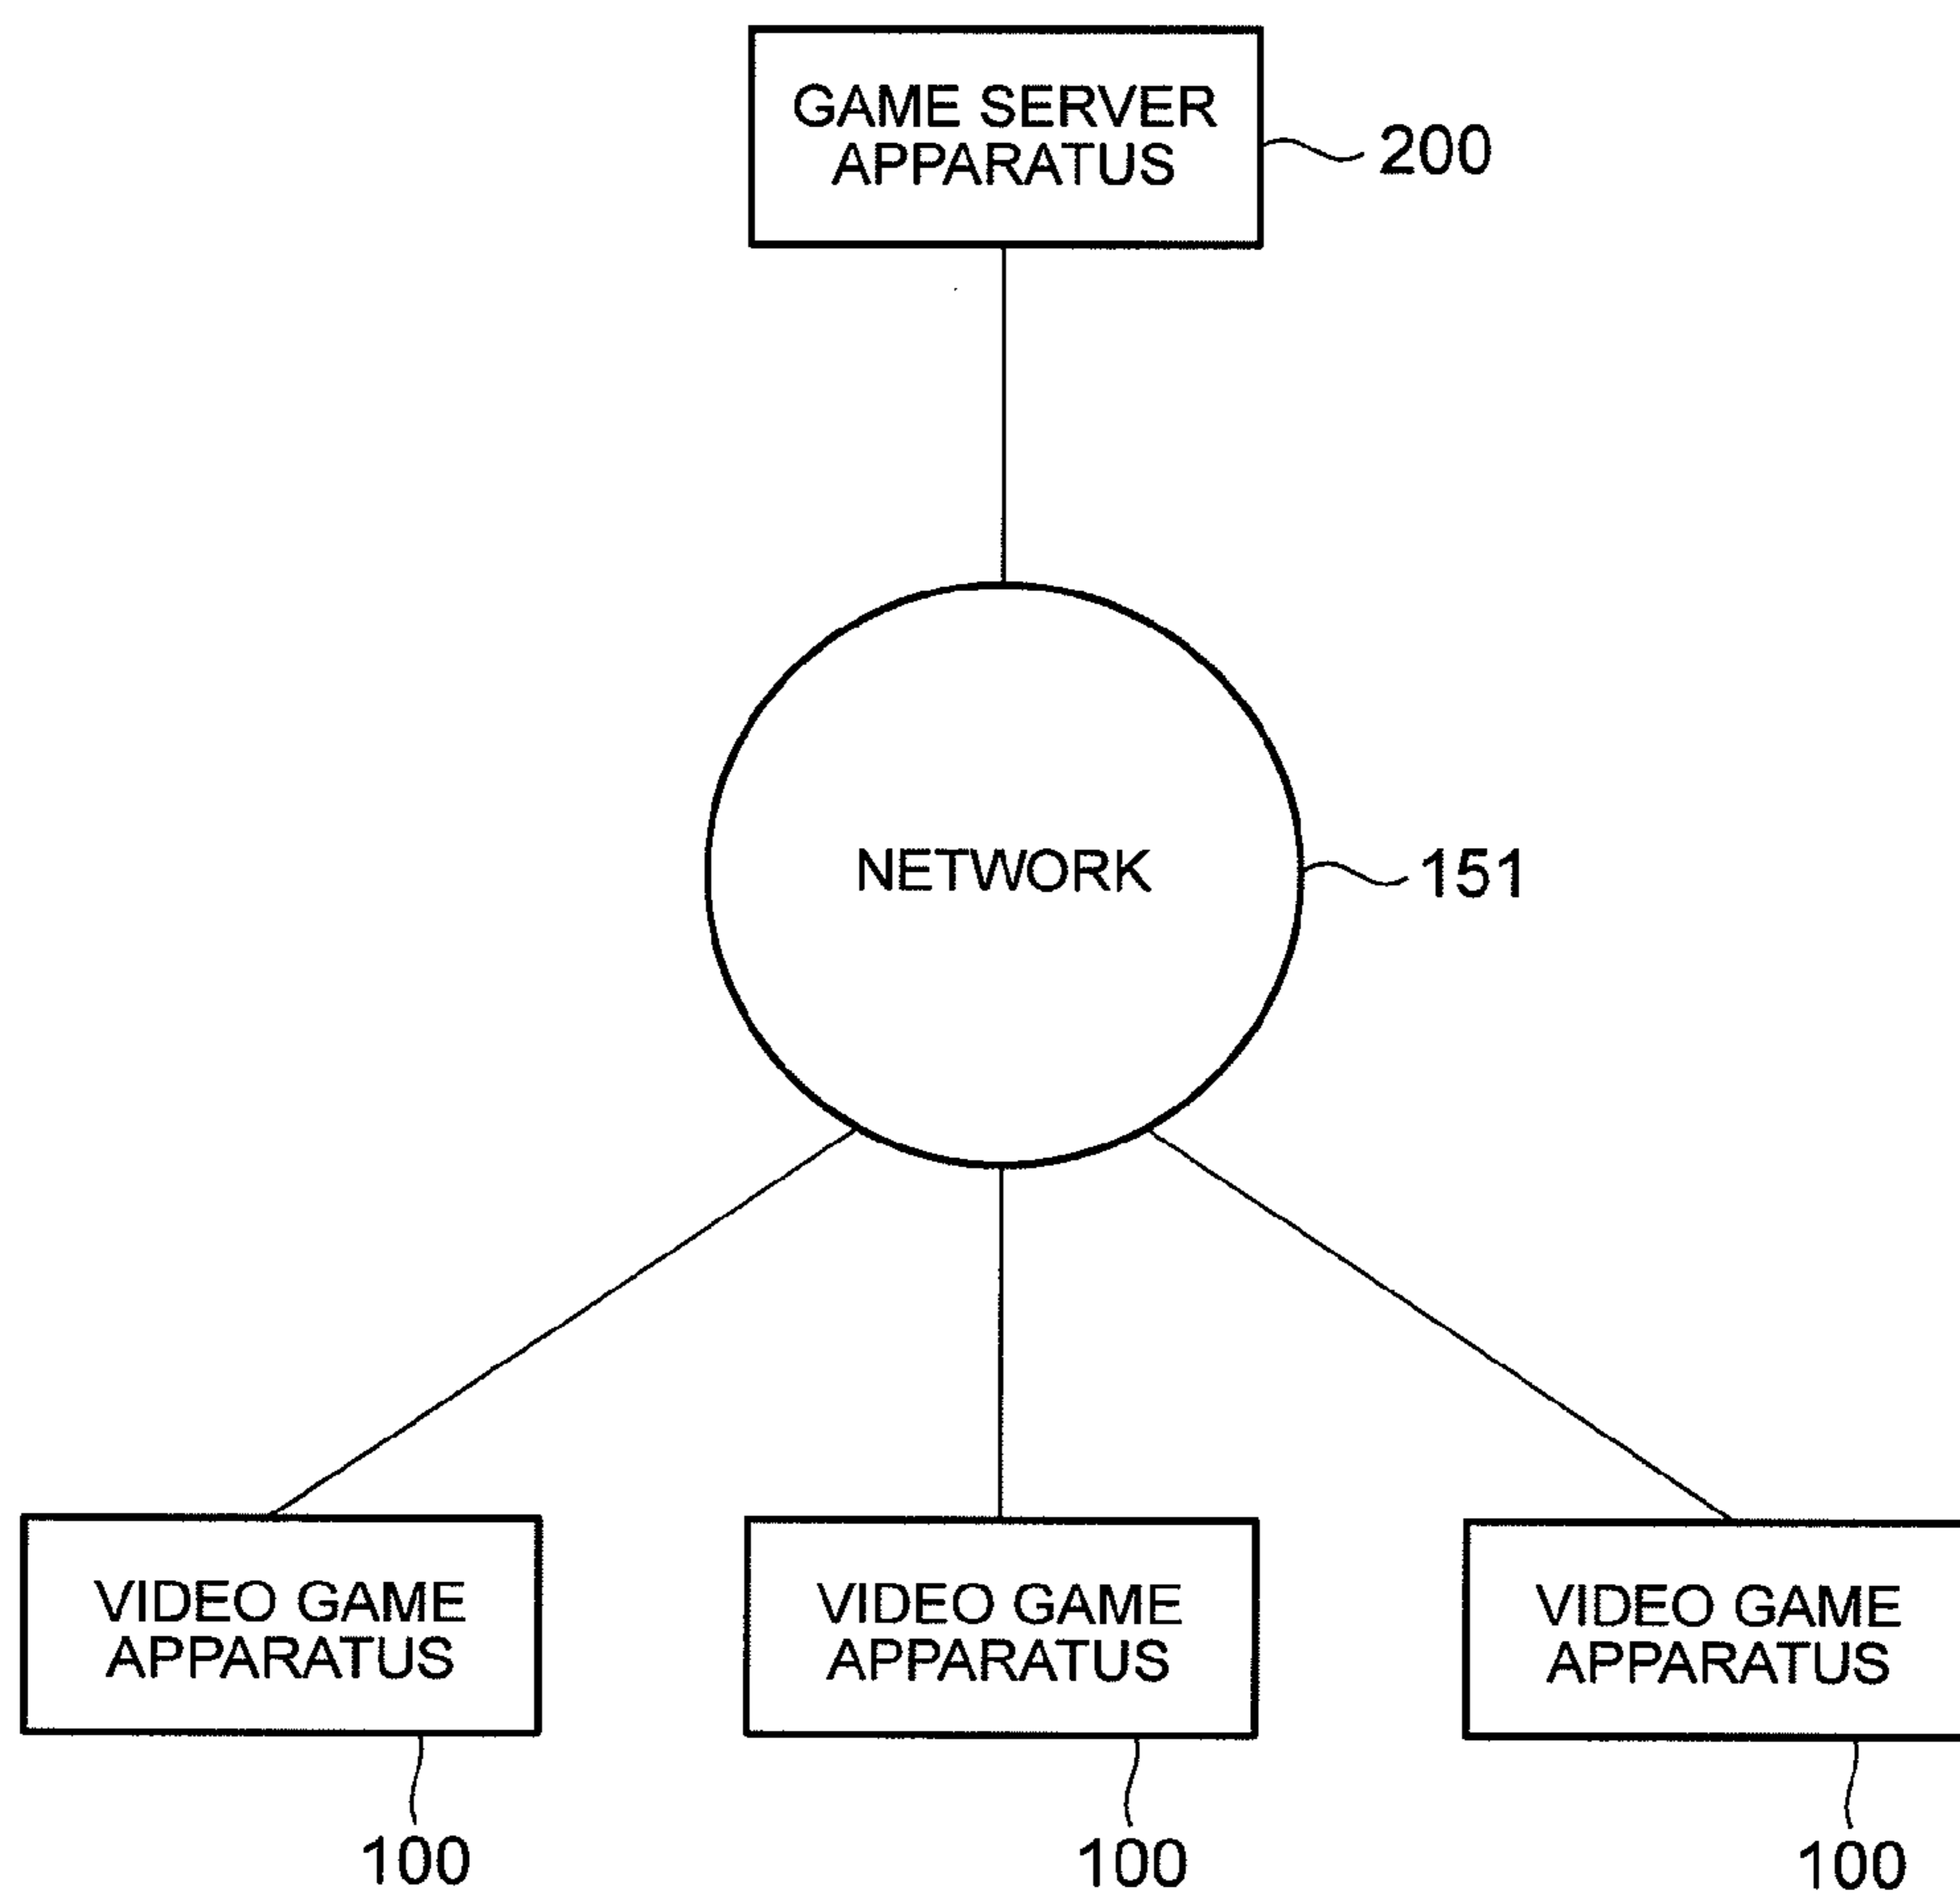 GAME SERVER
APPARATUS
200
NETWORK
151
VIDEO GAME
APPARATUS
100
VIDEO GAME
APPARATUS
100
VIDEO GAME
APPARATUS
100